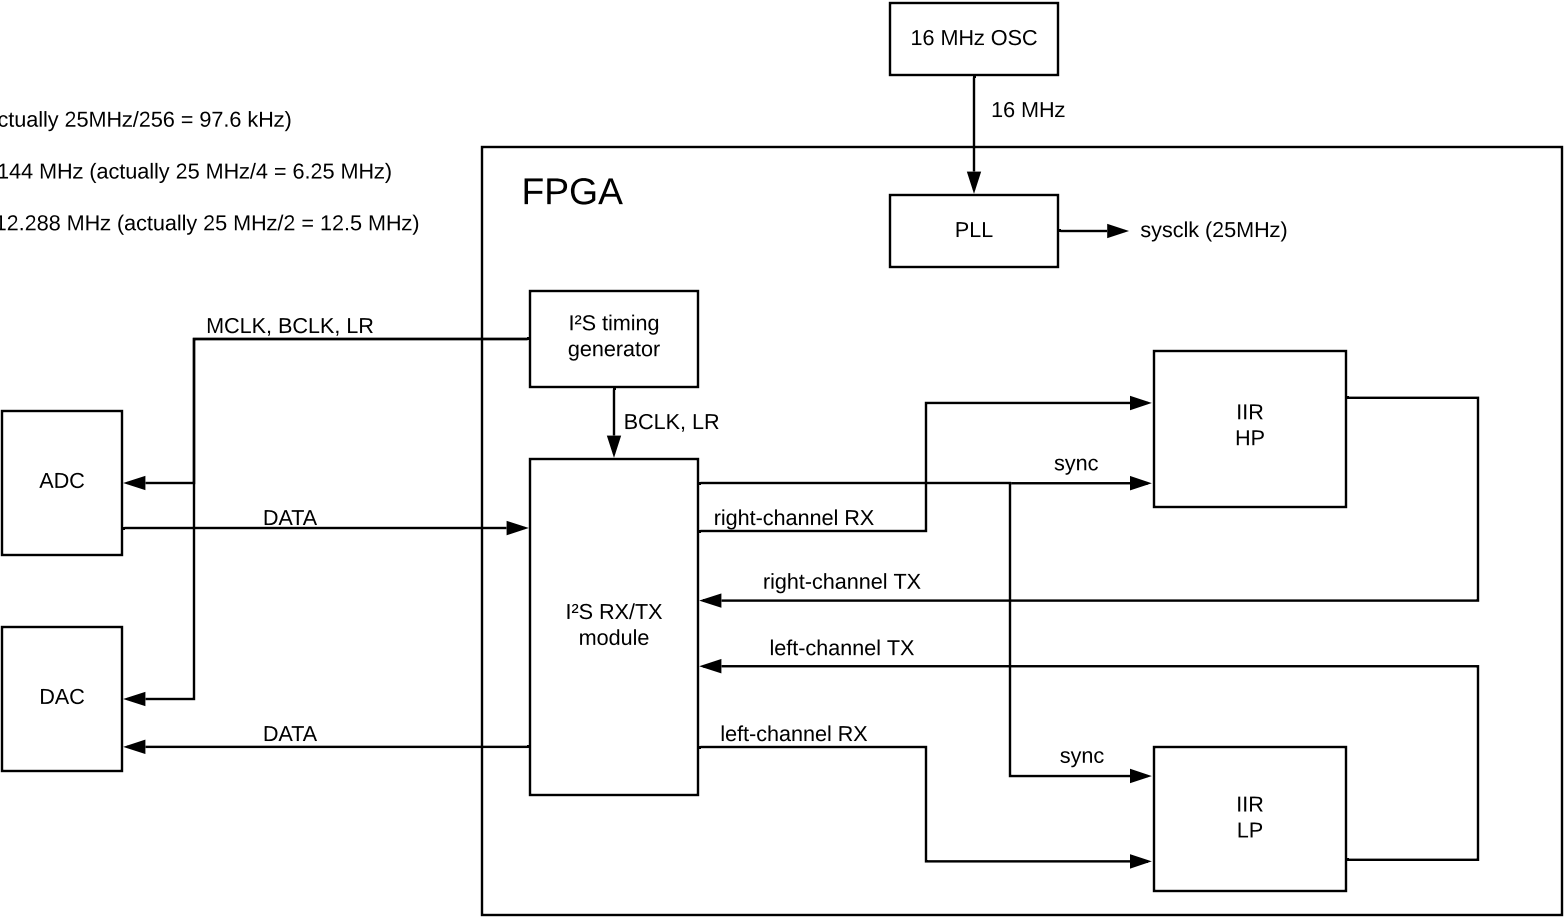 16 MHz OSC
16 MHz
ctually 25MHz/256 = 97.6 kHz)
144 MHz (actually 25 MHz/4 = 6.25 MHz)
12.288 MHz (actually 25 MHz/2 = 12.5 MHz)
FPGA
PLL
sysclk (25MHz)
I²S timing
generator
MCLK, BCLK, LR
BCLK, LR
IIR
HP
ADC
sync
DATA
right-channel RX
right-channel TX
I²S RX/TX
module
left-channel TX
DAC
DATA
left-channel RX
sync
IIR
LP